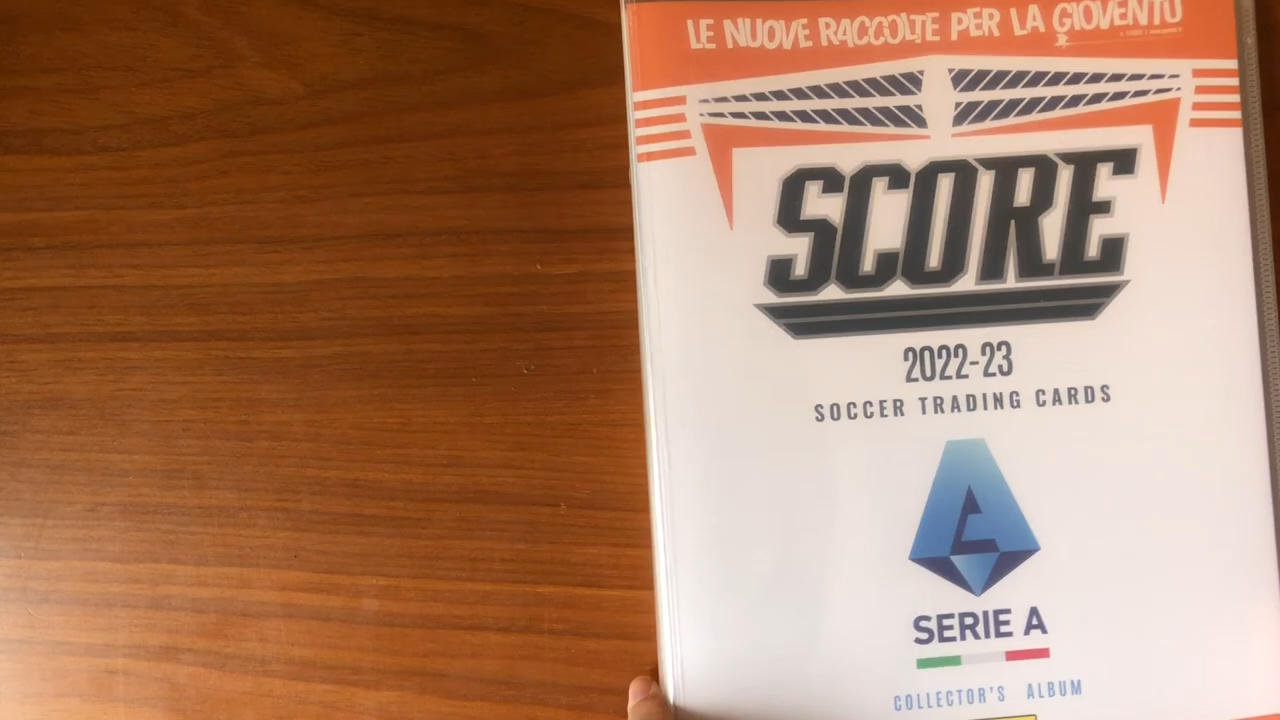 LE NUOVE RACCOLTE PER LA GIOVENTÙ
SCORE
2022-23
SOCCER TRADING CARDS
SERIE A
COLLECTOR'S ALBUM